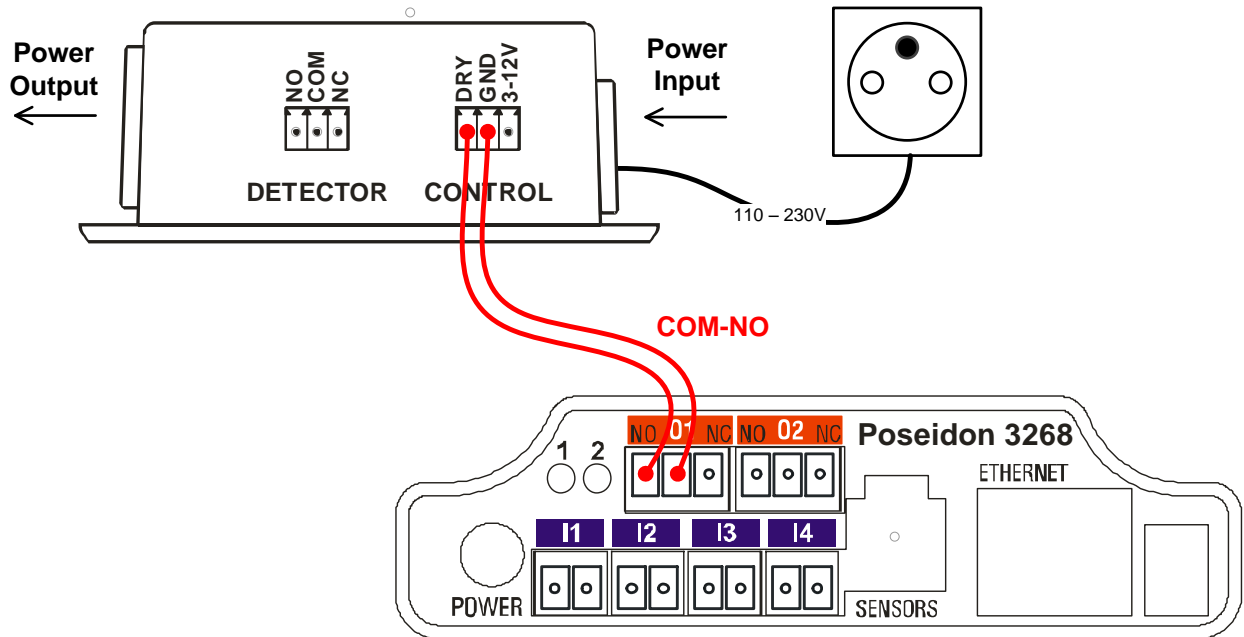 Power
Output
NO
COM
NC
DRY
GND
3-12V
Power
Input
DETECTOR CONTROL
110 – 230V
COM-NO
NO O1 NC NO O2 NC Poseidon 3268
1 2
ETHERNET
I1 I2 I3 I4
POWER
SENSORS